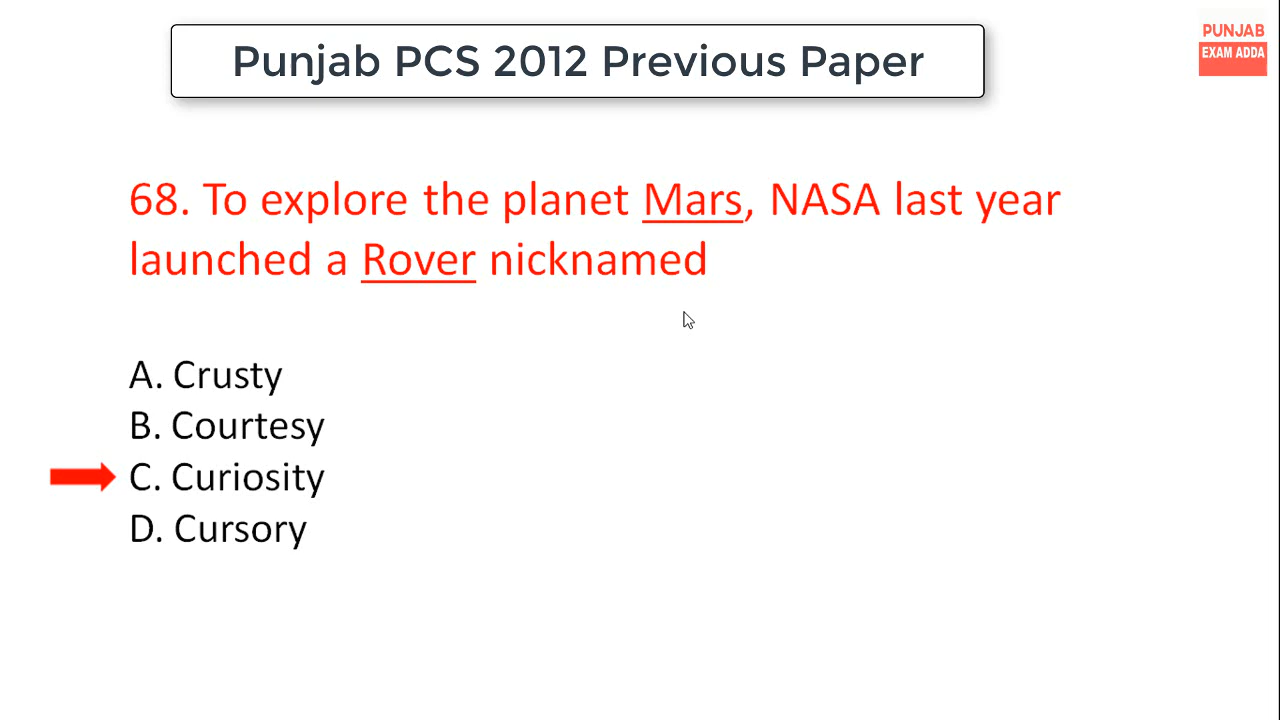 Punjab PCS 2012 Previous Paper
PUNJAB
EXAM ADDA
68. To explore the planet Mars, NASA last year
launched a Rover nicknamed
A. Crusty
B. Courtesy
C. Curiosity
D. Cursory